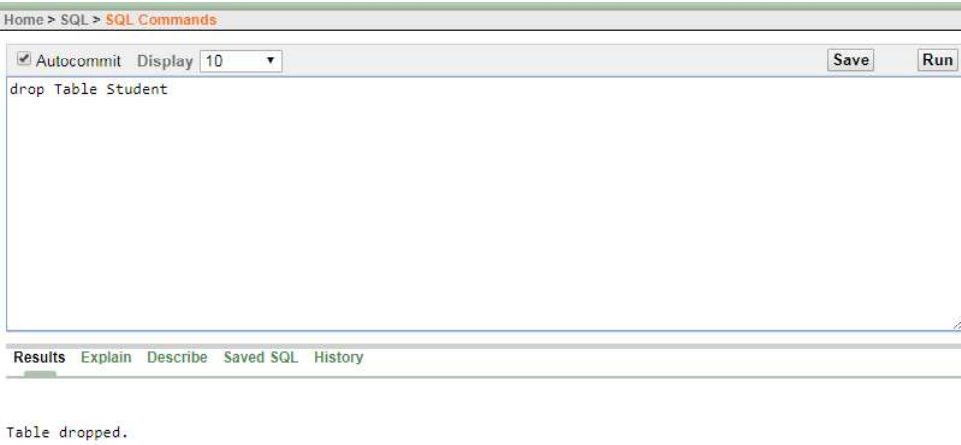 Home > SQL > SQL Commands
Autocommit Display 10 Save Run
drop Table Student
Results Explain Describe Saved SQL History
Table dropped.